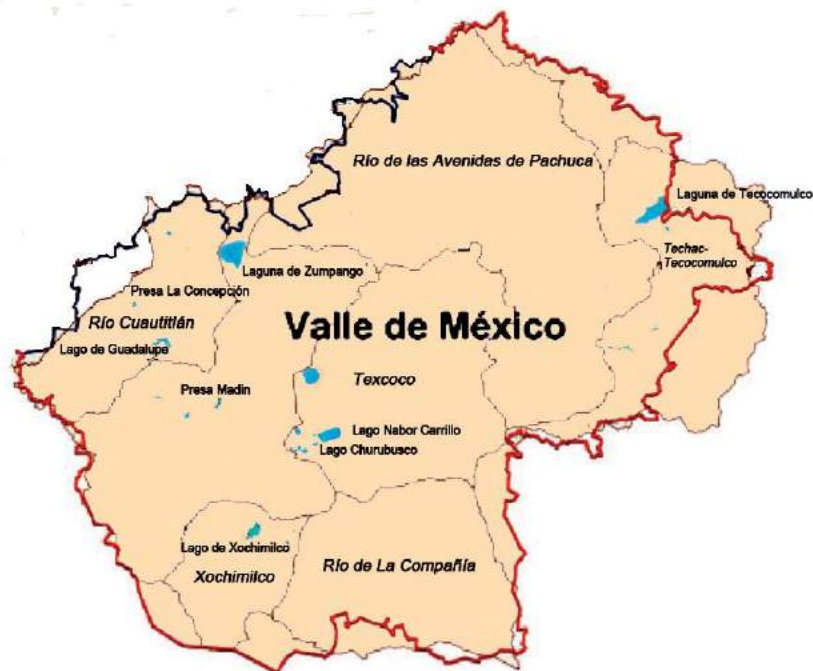 Río de las Avenidas de Pachuca
Laguna de Tecocomulco
Techac-
Tecocomulco
Laguna de Zumpango
Presa La Concepción
Río Cuautitlán
Valle de México
Lago de Guadalupe
Texcoco
Presa Madin
Lago Nabor Carrillo
Lago Churubusco
Lago de Xochimilco
Río de La Compañía
Xochimilco